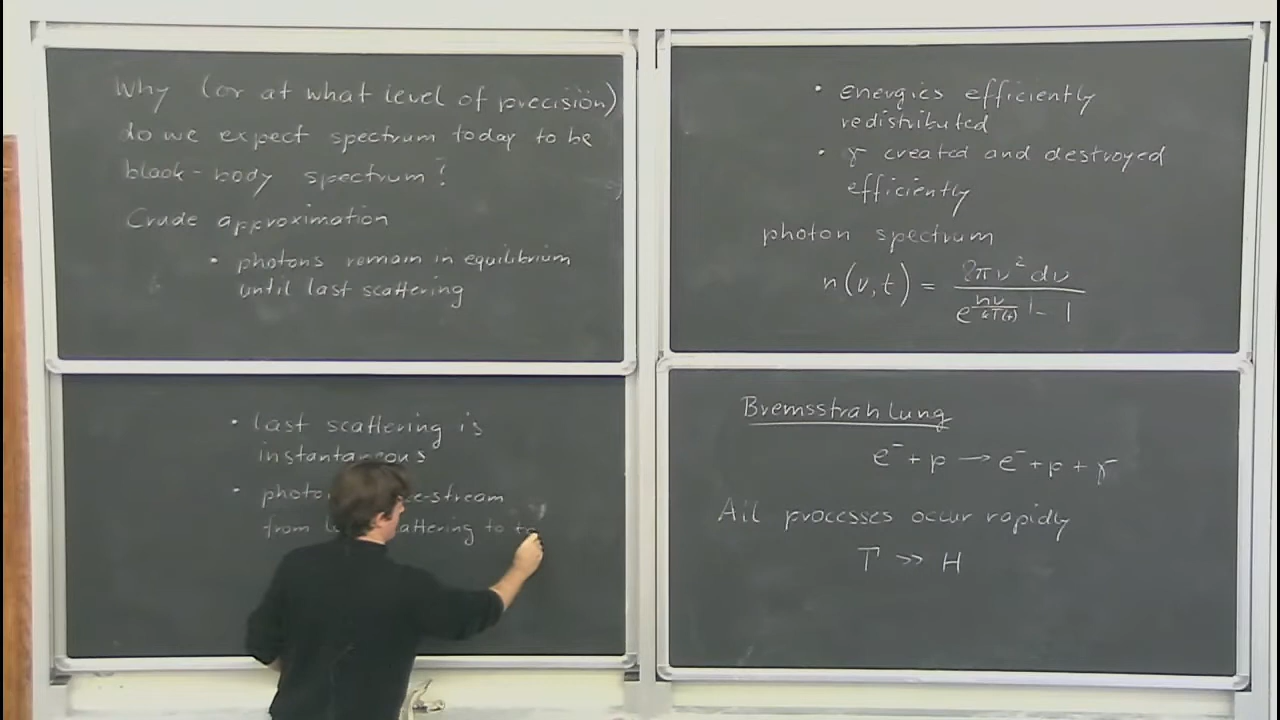 Why (or at what level of precision)
do we expect spectrum today to be
black-body spectrum?
Crude approximation
• photons remain in equilibrium
until last scattering
• last scattering is
instantaneous
• 
from scattering to
• energies efficiently
redistributed
• γ created and destroyed
efficiently
photon spectrum
n(ν,t) = 8πν² dν / e^{hν/kT(t)} - 1
Bremsstrahlung
e⁻ + p → e⁻ + p + γ
All processes occur rapidly
Γ >> H